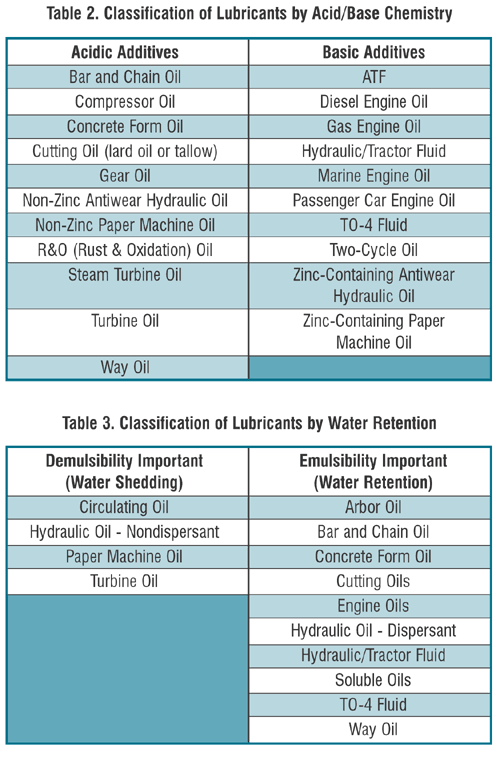 Table 2. Classification of Lubricants by Acid/Base Chemistry
Acidic Additives Basic Additives
Bar and Chain Oil ATF
Compressor Oil Diesel Engine Oil
Concrete Form Oil Gas Engine Oil
Cutting Oil (lard oil or tallow) Hydraulic/Tractor Fluid
Gear Oil Marine Engine Oil
Non-Zinc Antiwear Hydraulic Oil Passenger Car Engine Oil
Non-Zinc Paper Machine Oil TO-4 Fluid
R&O (Rust & Oxidation) Oil Two-Cycle Oil
Steam Turbine Oil Zinc-Containing Antiwear
Hydraulic Oil
Turbine Oil Zinc-Containing Paper
Machine Oil
Way Oil
Table 3. Classification of Lubricants by Water Retention
Demulsibility Important Emulsibility Important
(Water Shedding) (Water Retention)
Circulating Oil Arbor Oil
Hydraulic Oil - Nondispersant Bar and Chain Oil
Paper Machine Oil Concrete Form Oil
Turbine Oil Cutting Oils
Engine Oils
Hydraulic Oil - Dispersant
Hydraulic/Tractor Fluid
Soluble Oils
TO-4 Fluid
Way Oil